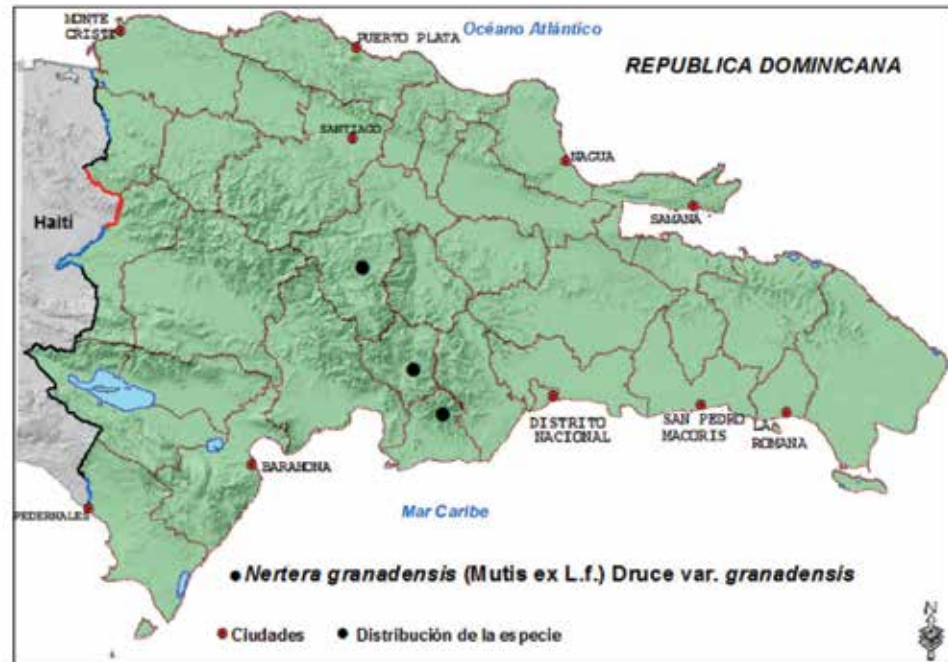 MONTE
CRISTI
PUERTO PLATA
Océano Atlántico
REPUBLICA DOMINICANA
SANTIAGO
NAGUA
SAMANA
Haití
DISTRITO
NACIONAL
SAN PEDRO
MACORIS
LA
ROMANA
BARAHONA
PEDERNALES
Mar Caribe
Nertera granadensis (Mutis ex L.f.) Druce var. granadensis
Ciudades
Distribución de la especie
N